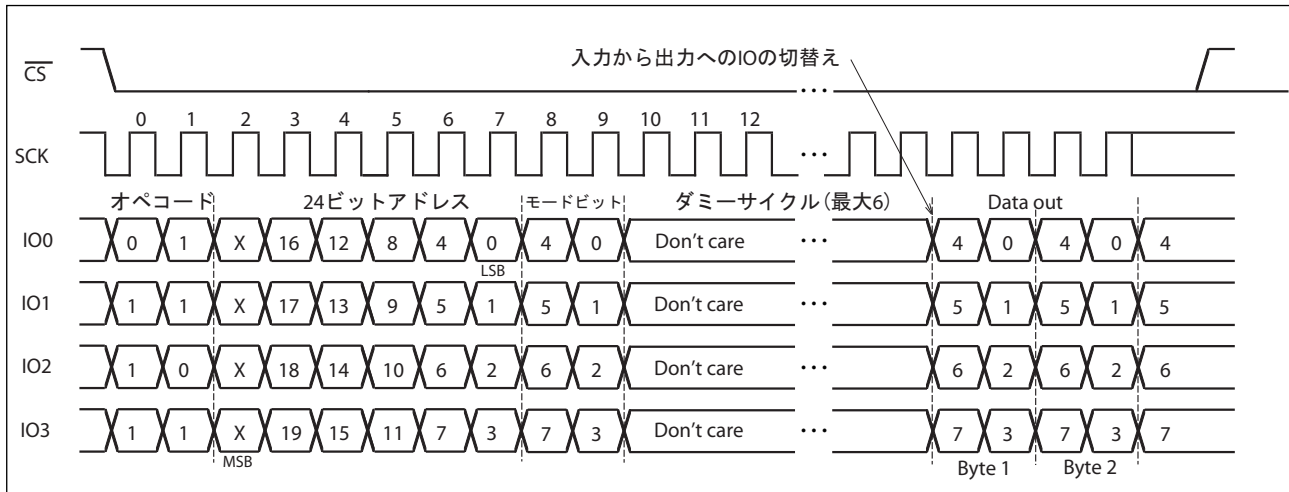 入力から出力へのIOの切替え
CS
•••
0 1 2 3 4 5 6 7 8 9 10 11 12
SCK
•••
オペコード 24ビットアドレス モードビット ダミーサイクル(最大6) Data out
IO0 0 1 X 16 12 8 4 0 4 0 Don't care ••• 4 0 4 0 4
LSB
IO1 1 1 X 17 13 9 5 1 5 1 Don't care ••• 5 1 5 1 5
IO2 1 0 X 18 14 10 6 2 6 2 Don't care ••• 6 2 6 2 6
IO3 1 1 X 19 15 11 7 3 7 3 Don't care ••• 7 3 7 3 7
MSB
Byte 1 Byte 2